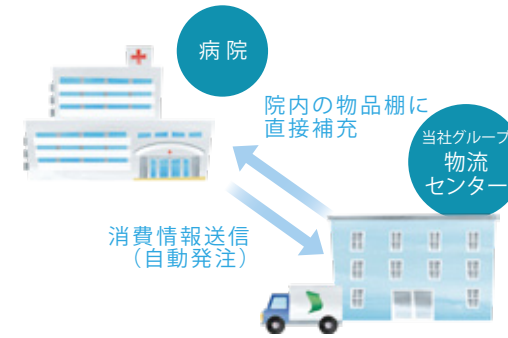 病院
院内の物品棚に
直接補充
当社グループ
物流
センター
消費情報送信
（自動発注）